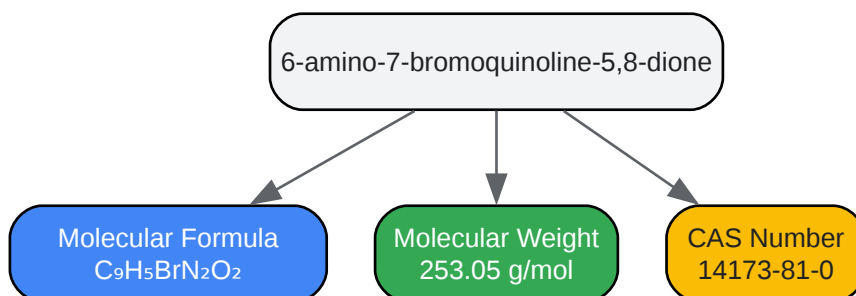 6-amino-7-bromoquinoline-5,8-dione
Molecular Formula
C₉H₅BrN₂O₂
Molecular Weight
253.05 g/mol
CAS Number
14173-81-0